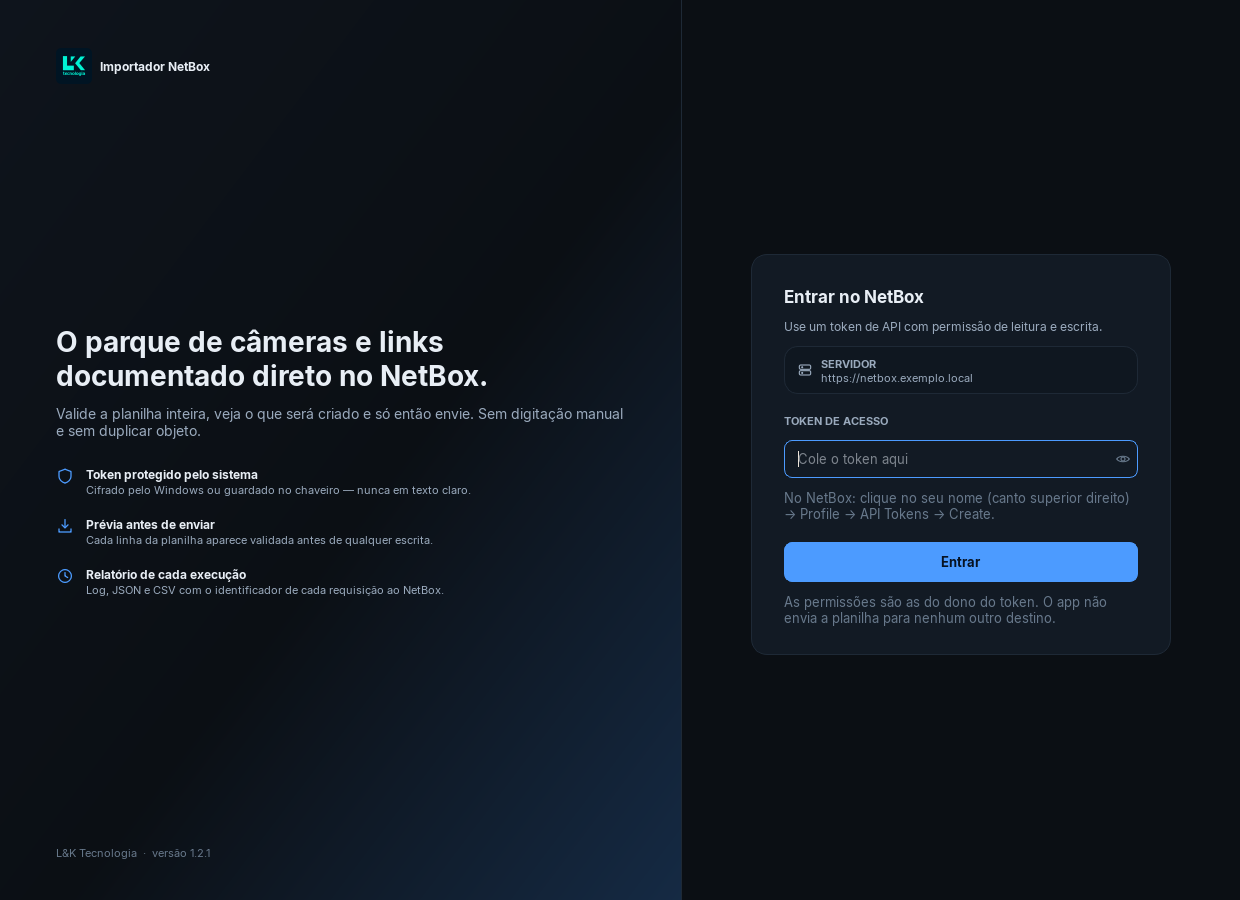 LK
tecnologia
Importador NetBox
O parque de câmeras e links
documentado direto no NetBox.
Valide a planilha inteira, veja o que será criado e só então envie. Sem digitação manual
e sem duplicar objeto.
Token protegido pelo sistema
Cifrado pelo Windows ou guardado no chaveiro — nunca em texto claro.
Prévia antes de enviar
Cada linha da planilha aparece validada antes de qualquer escrita.
Relatório de cada execução
Log, JSON e CSV com o identificador de cada requisição ao NetBox.
L&K Tecnologia · versão 1.2.1
Entrar no NetBox
Use um token de API com permissão de leitura e escrita.
SERVIDOR
https://netbox.exemplo.local
TOKEN DE ACESSO
Cole o token aqui
No NetBox: clique no seu nome (canto superior direito)
→ Profile → API Tokens → Create.
Entrar
As permissões são as do dono do token. O app não
envia a planilha para nenhum outro destino.